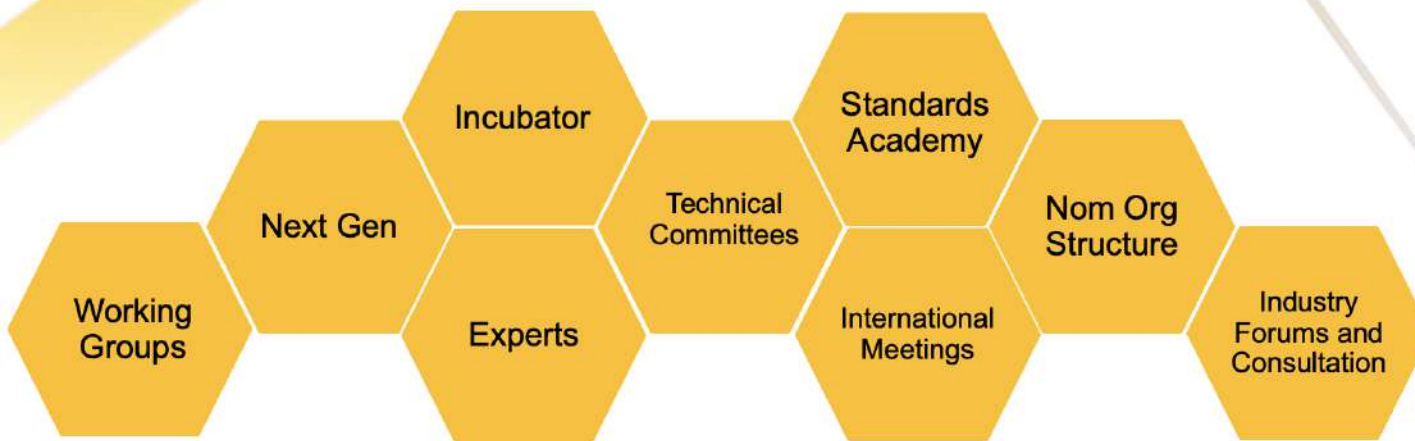 Working
Groups
Next Gen
Incubator
Experts
Technical
Committees
Standards
Academy
International
Meetings
Nom Org
Structure
Industry
Forums and
Consultation